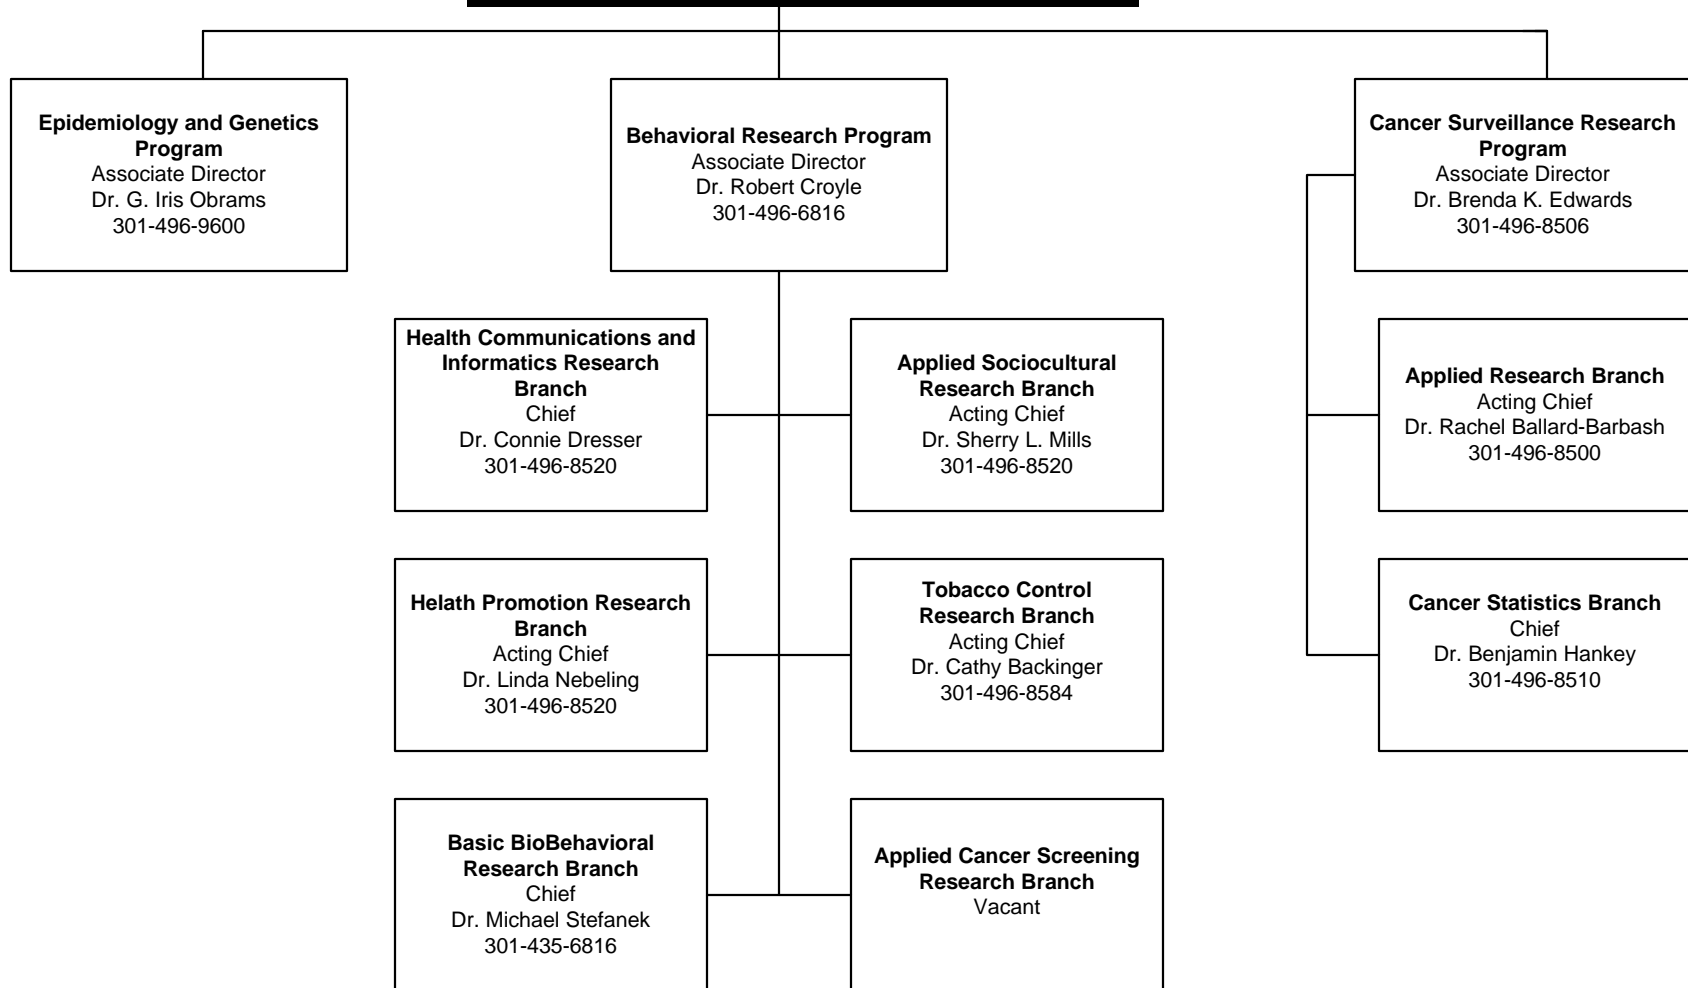 Epidemiology and Genetics
Program
Associate Director
Dr. G. Iris Obrams
301-496-9600
Behavioral Research Program
Associate Director
Dr. Robert Croyle
301-496-6816
Cancer Surveillance Research
Program
Associate Director
Dr. Brenda K. Edwards
301-496-8506
Health Communications and
Informatics Research
Branch
Chief
Dr. Connie Dresser
301-496-8520
Applied Sociocultural
Research Branch
Acting Chief
Dr. Sherry L. Mills
301-496-8520
Applied Research Branch
Acting Chief
Dr. Rachel Ballard-Barbash
301-496-8500
Helath Promotion Research
Branch
Acting Chief
Dr. Linda Nebeling
301-496-8520
Tobacco Control
Research Branch
Acting Chief
Dr. Cathy Backinger
301-496-8584
Cancer Statistics Branch
Chief
Dr. Benjamin Hankey
301-496-8510
Basic BioBehavioral
Research Branch
Chief
Dr. Michael Stefanek
301-435-6816
Applied Cancer Screening
Research Branch
Vacant